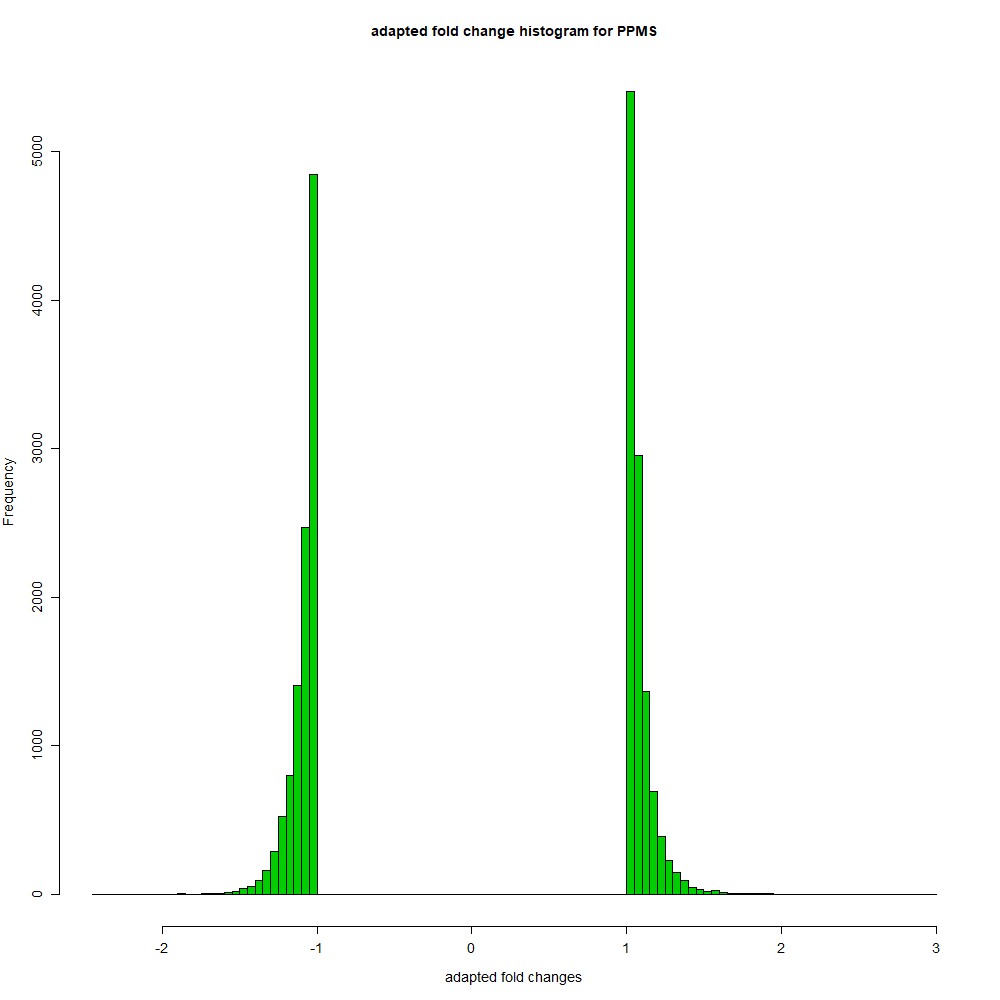 adapted fold change histogram for PPMS
Frequency
5000
4000
3000
2000
1000
0
-2 -1 0 1 2 3
adapted fold changes